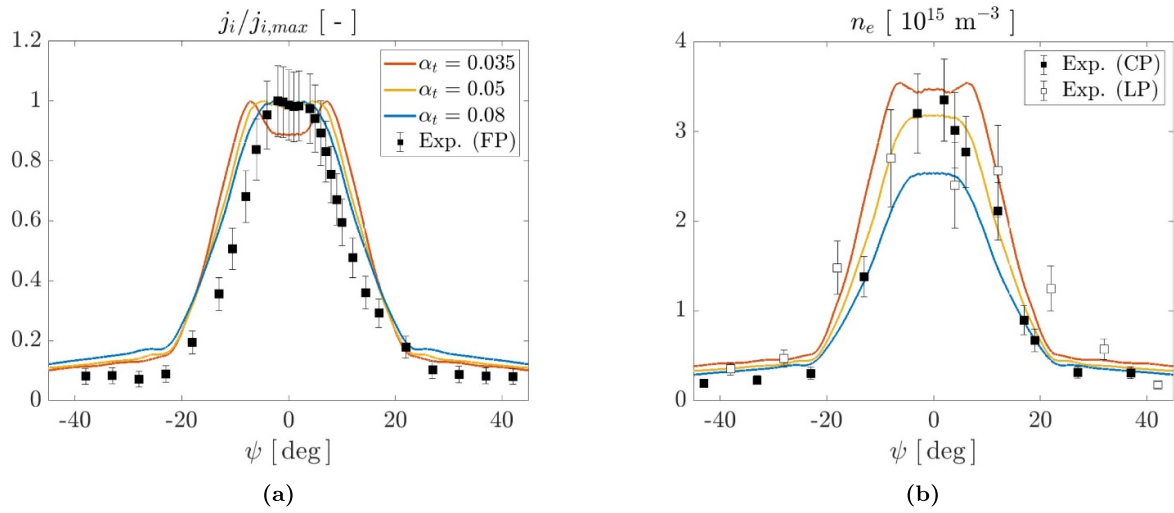 j_i/j_{i,max} [ - ]
1.2
1
0.8
0.6
0.4
0.2
0
-40
-20
0
20
40
ψ [ deg ]
α_t = 0.035
α_t = 0.05
α_t = 0.08
Exp. (FP)
(a)
n_e [ 10^{15} m^{-3} ]
4
3
2
1
0
-40
-20
0
20
40
ψ [ deg ]
Exp. (CP)
Exp. (LP)
(b)